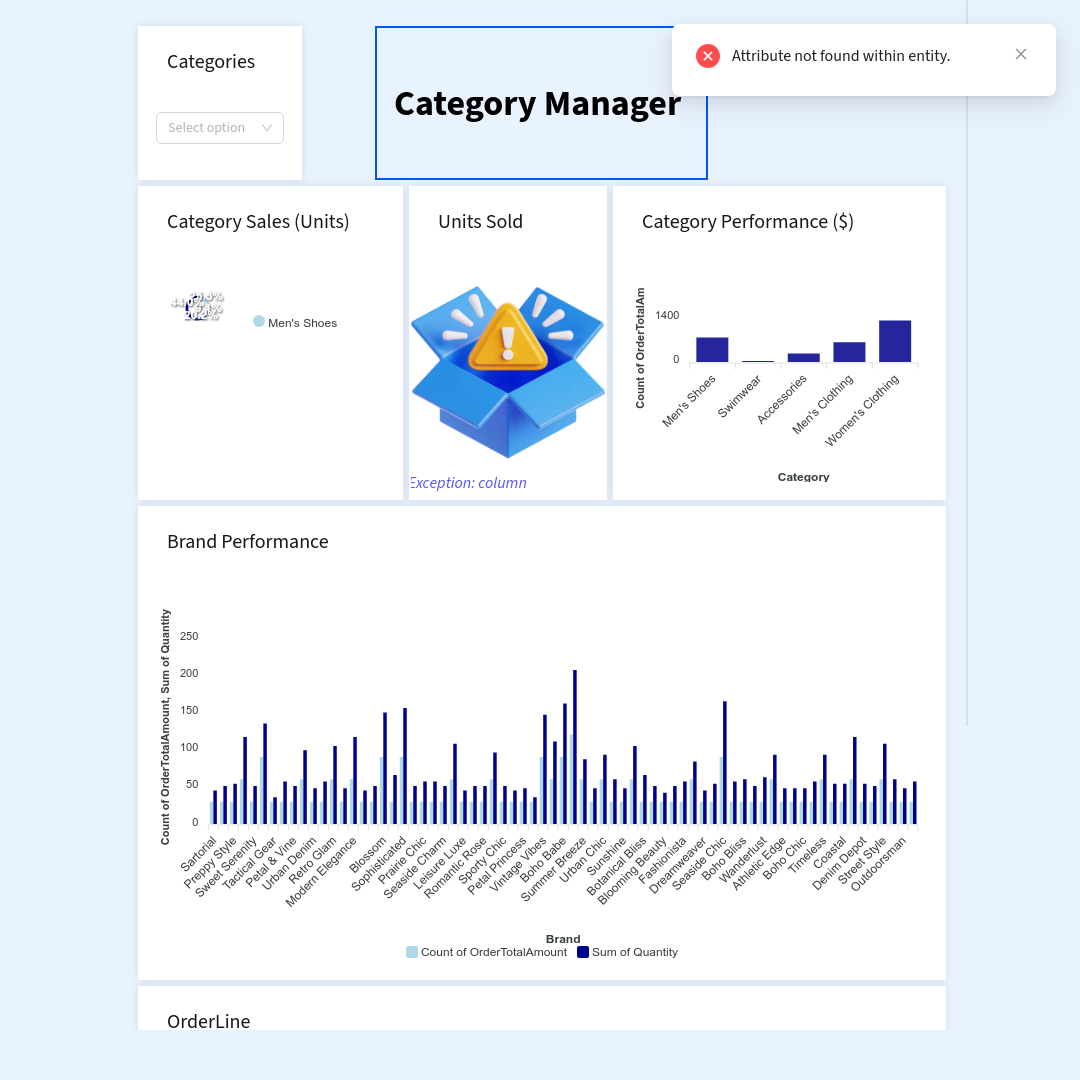 Categories
Select option
Category Manager
Attribute not found within entity.
Category Sales (Units)
Men's Shoes
Units Sold
Exception: column
Category Performance ($)
Count of OrderTotalAm
1400
0
Men's Shoes
Swimwear
Accessories
Men's Clothing
Women's Clothing
Category
Brand Performance
Count of OrderTotalAmount, Sum of Quantity
250
200
150
100
50
0
Sartorial
Preppy Style
Sweet Serenity
Tactical Gear
Petal & Vine
Urban Denim
Retro Glam
Modern Elegance
Blossom
Sophisticated
Prairie Chic
Seaside Charm
Leisure Luxe
Romantic Rose
Sporty Chic
Petal Princess
Vintage Vibes
Boho Babe
Summer Breeze
Urban Chic
Sunshine
Botanical Bliss
Blooming Beauty
Fashionista
Dreamweaver
Seaside Chic
Boho Bliss
Wanderlust
Athletic Edge
Boho Chic
Timeless
Coastal
Denim Depot
Street Style
Outdoorsman
Brand
Count of OrderTotalAmount
Sum of Quantity
OrderLine